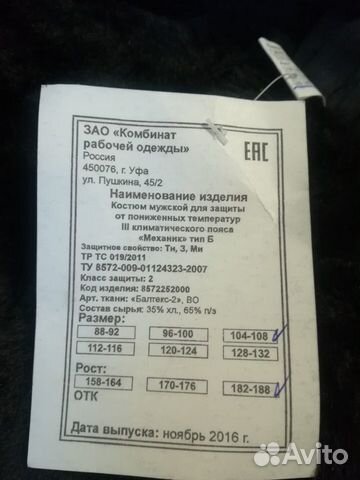 ЗАО «Комбинат
рабочей одежды»
Россия
450076, г. Уфа
ул. Пушкина, 45/2
ЕАС
Наименование изделия
Костюм мужской для защиты
от пониженных температур
III климатического пояса
«Механик» тип Б
Защитное свойство: Ти, З, Ми
ТР ТС 019/2011
ТУ 8572-009-01124323-2007
Класс защиты: 2
Код изделия: 8572252000
Арт. ткани: «Балтекс-2», ВО
Состав сырья: 35% хл., 65% п/э
Размер:
88-92 96-100 104-108
112-116 120-124 128-132
Рост:
158-164 170-176 182-188
ОТК
Дата выпуска: ноябрь 2016 г.
Avito